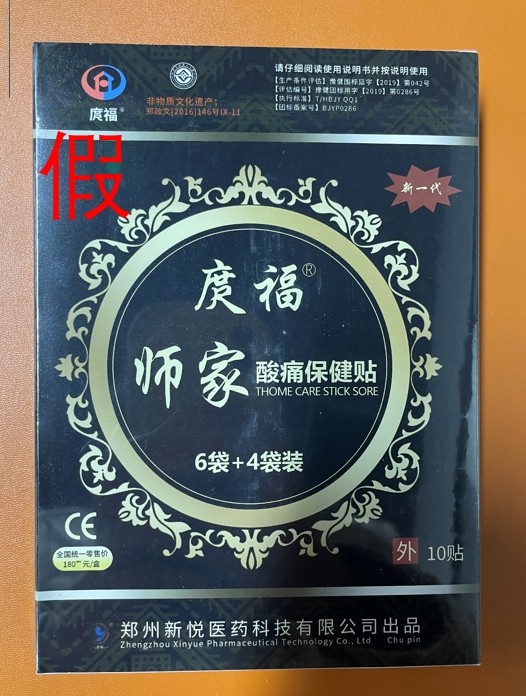 庹福®
非物质文化遗产:
郑政文[2016]146号IX-11
请仔细阅读使用说明书并按说明使用
【生产条件评估】豫健国标延字【2019】第042号
【评估编号】豫健团标用字【2019】第0286号
【执行标准】T/HBJY QQ1
【团标备案号】BJYP0286
假
新一代
庹福®
师家 酸痛保健贴
THOME CARE STICK SORE
6袋+4袋装
CE
全国统一零售价
180元/盒
外 10贴
郑州新悦医药科技有限公司出品
Zhengzhou Xinyue Pharmaceutical Technology Co., Ltd Chu pin